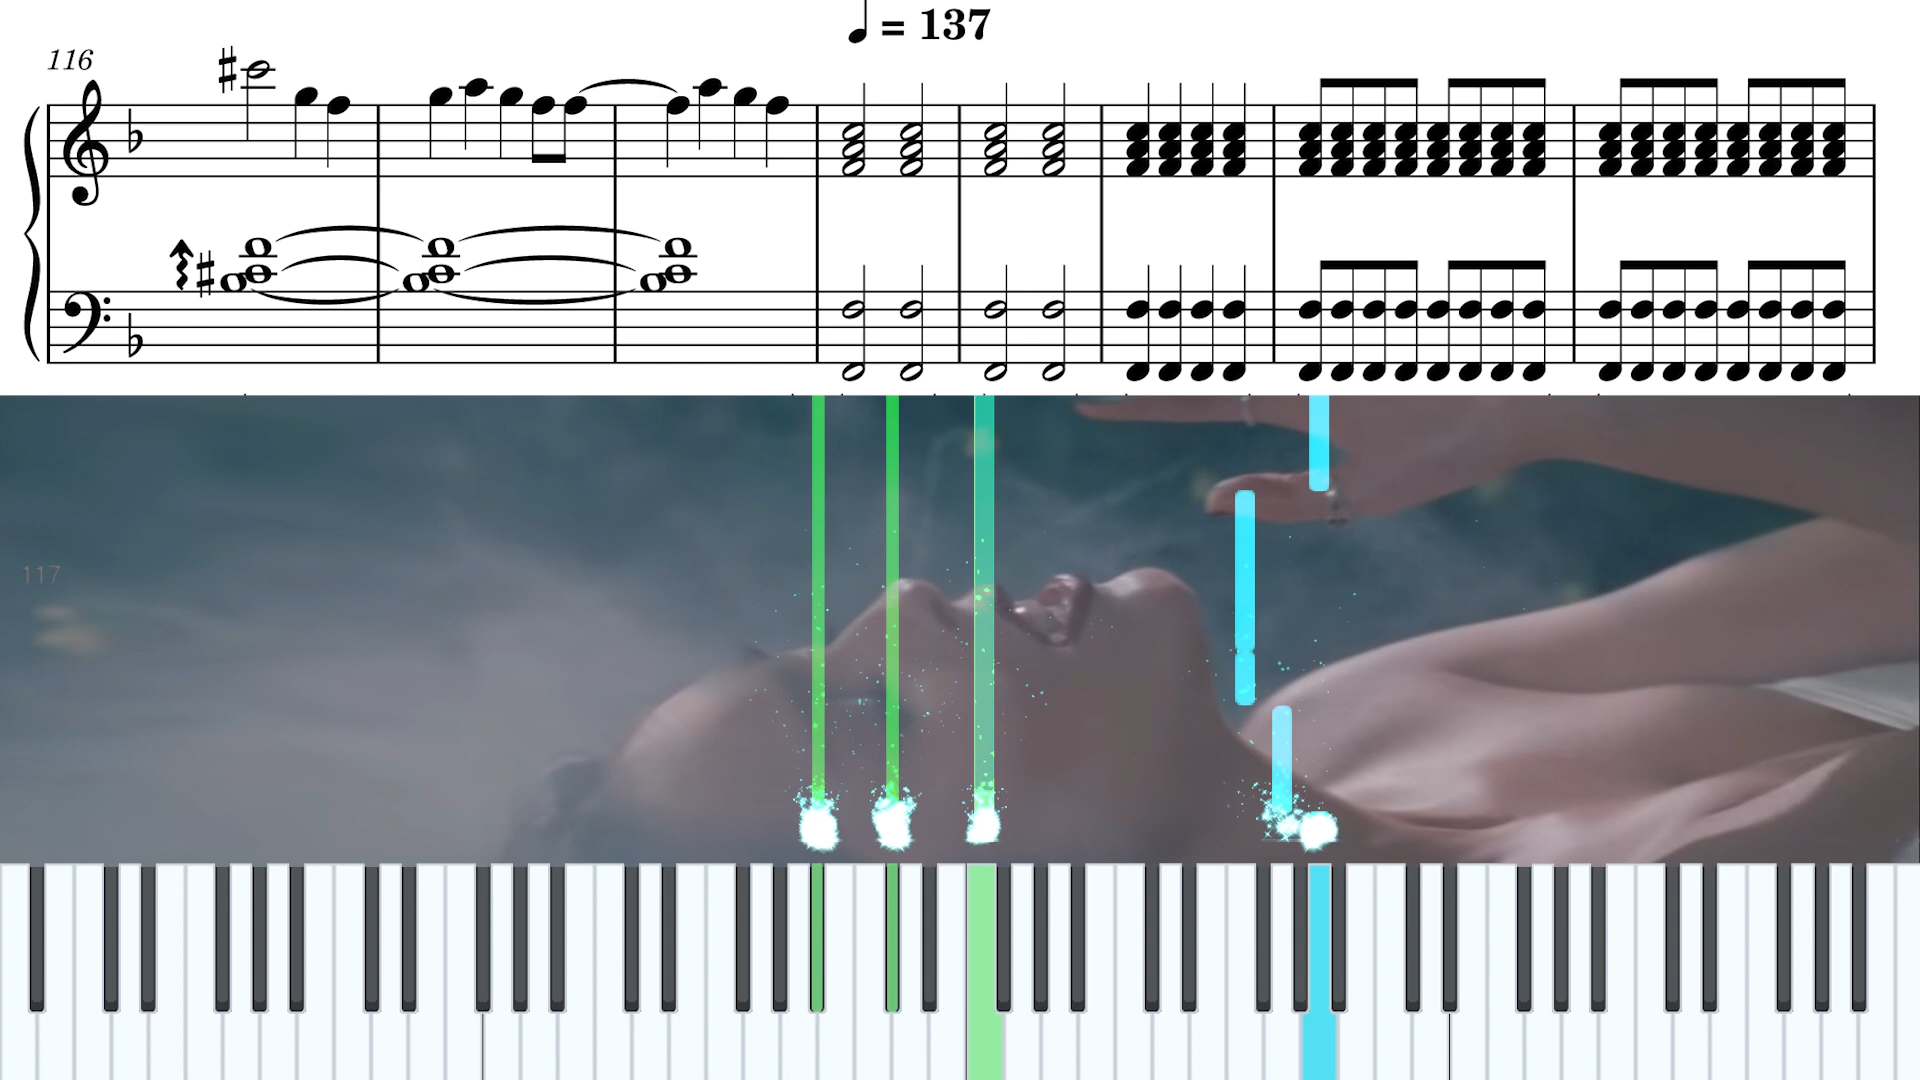 ♩ = 137
116
117